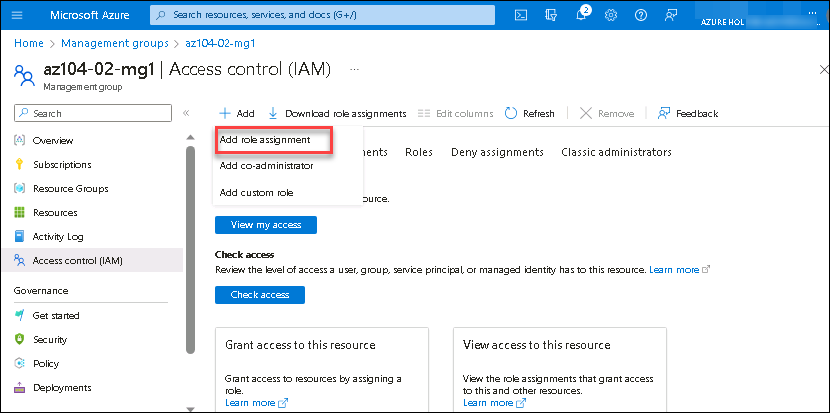 Microsoft Azure
Search resources, services, and docs (G+/)
2
...
AZURE HOL
Home > Management groups > az104-02-mg1
az104-02-mg1 | Access control (IAM) ...
Management group
Search
«
Add
Download role assignments
Edit columns
Refresh
Remove
Feedback
Overview
Subscriptions
Resource Groups
Resources
Activity Log
Access control (IAM)
Governance
Get started
Security
Policy
Deployments
Add role assignment
Add co-administrator
Add custom role
ments
Roles
Deny assignments
Classic administrators
ource.
View my access
Check access
Review the level of access a user, group, service principal, or managed identity has to this resource. Learn more
Check access
Grant access to this resource
Grant access to resources by assigning a
role.
Learn more
View access to this resource
View the role assignments that grant access
to this and other resources.
Learn more